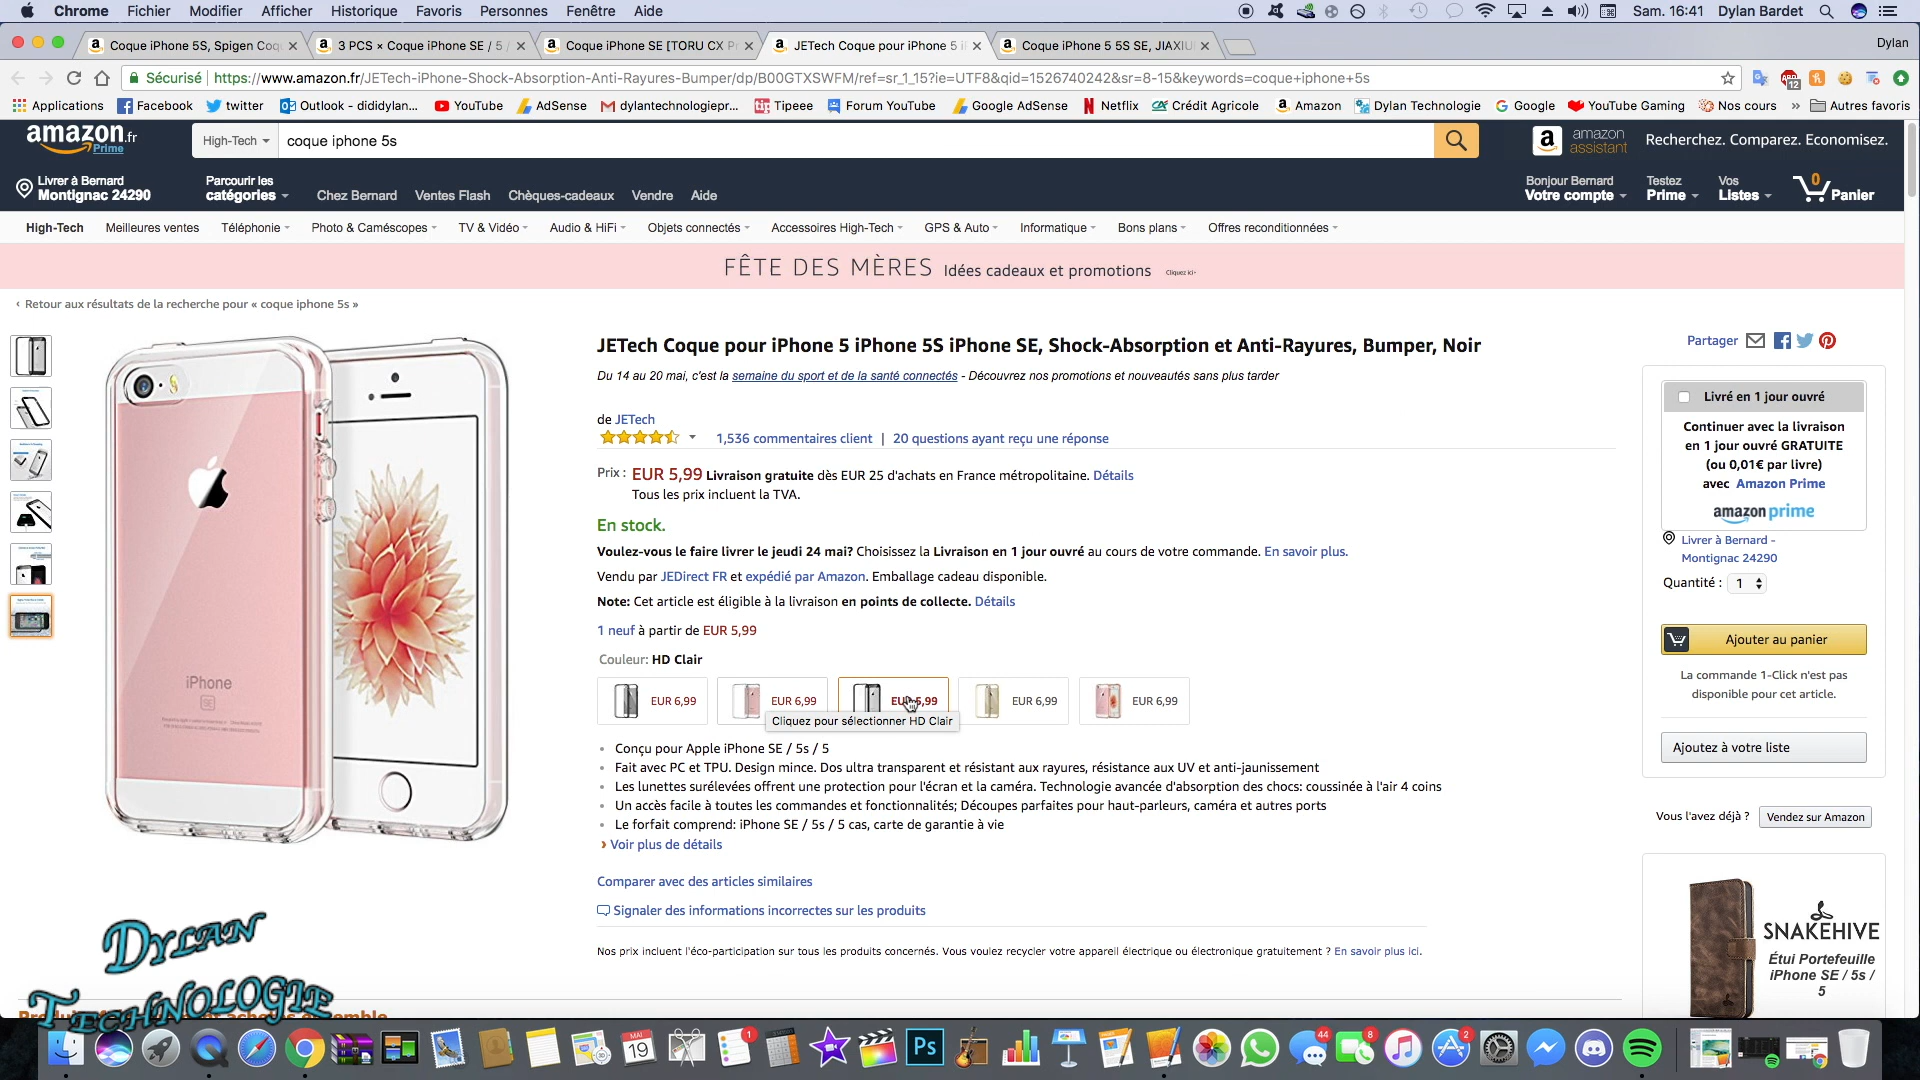 Chrome Fichier Modifier Afficher Historique Favoris Personnes Fenêtre Aide Sam. 16:41 Dylan Bardet
Coque iPhone 5S, Spigen Coq
3 PCS × Coque iPhone SE / 5 /
Coque iPhone SE [TORU CX P
JETech Coque pour iPhone 5 i
Coque iPhone 5 5S SE, JIAXIU
Dylan
Sécurisé https://www.amazon.fr/JETech-iPhone-Shock-Absorption-Anti-Rayures-Bumper/dp/B00GTXSWFM/ref=sr_1_15?ie=UTF8&qid=1526740242&sr=8-15&keywords=coque+iphone+5s
12
Applications Facebook twitter Outlook - dididylan... YouTube AdSense dylantechnologiepr... Tipeee Forum YouTube Google AdSense Netflix Crédit Agricole Amazon Dylan Technologie Google YouTube Gaming Nos cours » Autres favoris
amazon.fr
Prime
High-Tech
coque iphone 5s
amazon assistant
Recherchez. Comparez. Economisez.
Livrer à Bernard
Montignac 24290
Parcourir les
catégories
Chez Bernard Ventes Flash Chèques-cadeaux Vendre Aide
Bonjour Bernard
Votre compte
Testez
Prime
Vos
Listes
0
Panier
High-Tech Meilleures ventes Téléphonie Photo & Caméscopes TV & Vidéo Audio & HiFi Objets connectés Accessoires High-Tech GPS & Auto Informatique Bons plans Offres reconditionnées
FÊTE DES MÈRES Idées cadeaux et promotions Cliquez ici›
‹ Retour aux résultats de la recherche pour « coque iphone 5s »
JETech Coque pour iPhone 5 iPhone 5S iPhone SE, Shock-Absorption et Anti-Rayures, Bumper, Noir
Du 14 au 20 mai, c'est la semaine du sport et de la santé connectés - Découvrez nos promotions et nouveautés sans plus tarder
de JETech
1,536 commentaires client | 20 questions ayant reçu une réponse
Prix : EUR 5,99 Livraison gratuite dès EUR 25 d'achats en France métropolitaine. Détails
Tous les prix incluent la TVA.
En stock.
Voulez-vous le faire livrer le jeudi 24 mai? Choisissez la Livraison en 1 jour ouvré au cours de votre commande. En savoir plus.
Vendu par JEDirect FR et expédié par Amazon. Emballage cadeau disponible.
Note: Cet article est éligible à la livraison en points de collecte. Détails
1 neuf à partir de EUR 5,99
Couleur: HD Clair
EUR 6,99 EUR 6,99 EUR 5,99 EUR 6,99 EUR 6,99
Cliquez pour sélectionner HD Clair
• Conçu pour Apple iPhone SE / 5s / 5
• Fait avec PC et TPU. Design mince. Dos ultra transparent et résistant aux rayures, résistance aux UV et anti-jaunissement
• Les lunettes surélevées offrent une protection pour l'écran et la caméra. Technologie avancée d'absorption des chocs: coussinée à l'air 4 coins
• Un accès facile à toutes les commandes et fonctionnalités; Découpes parfaites pour haut-parleurs, caméra et autres ports
• Le forfait comprend: iPhone SE / 5s / 5 cas, carte de garantie à vie
› Voir plus de détails
Comparer avec des articles similaires
Signaler des informations incorrectes sur les produits
Nos prix incluent l'éco-participation sur tous les produits concernés. Vous voulez recycler votre appareil électrique ou électronique gratuitement ? En savoir plus ici.
iPhone
SE
Partager
Livré en 1 jour ouvré
Continuer avec la livraison
en 1 jour ouvré GRATUITE
(ou 0,01€ par livre)
avec Amazon Prime
amazon prime
Livrer à Bernard -
Montignac 24290
Quantité : 1
Ajouter au panier
La commande 1-Click n'est pas
disponible pour cet article.
Ajoutez à votre liste
Vous l'avez déjà ? Vendez sur Amazon
SNAKEHIVE
Étui Portefeuille
iPhone SE / 5s /
5
DYLAN
TECHNOLOGIE
MAI
19
1
Ps
44
8
2